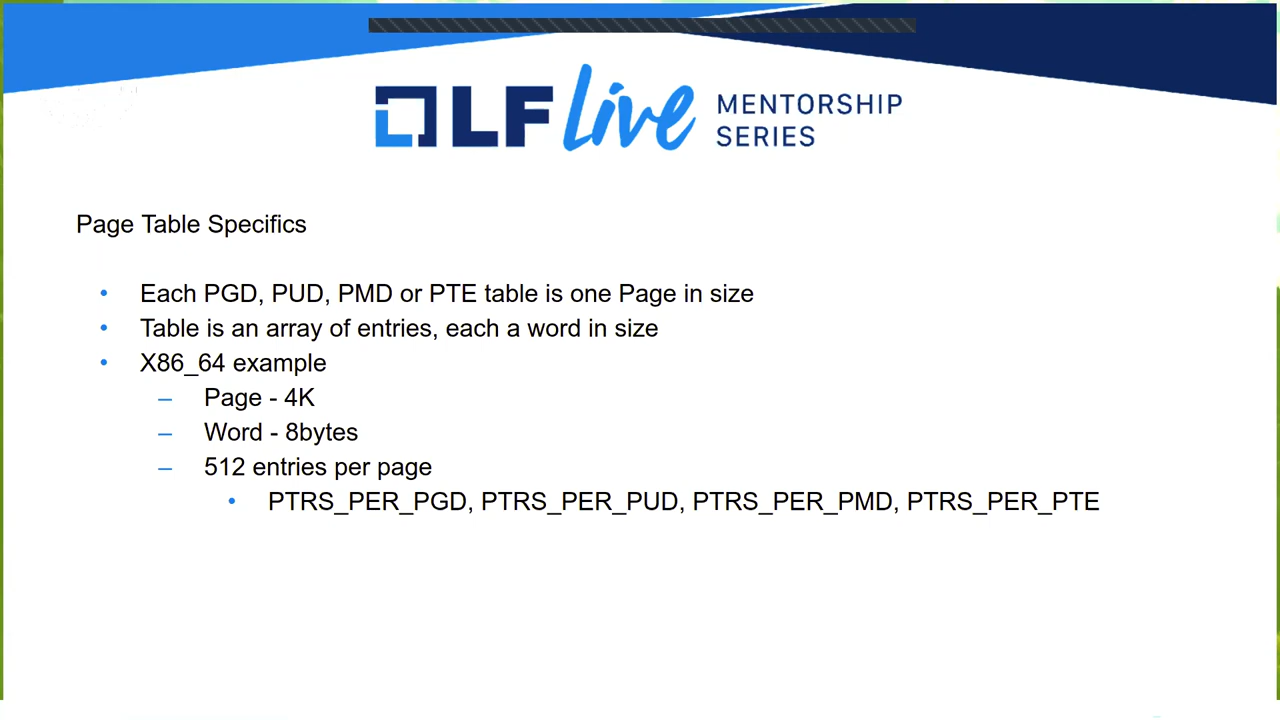 LF Live MENTORSHIP
SERIES
Page Table Specifics
• Each PGD, PUD, PMD or PTE table is one Page in size
• Table is an array of entries, each a word in size
• X86_64 example
– Page - 4K
– Word - 8bytes
– 512 entries per page
• PTRS_PER_PGD, PTRS_PER_PUD, PTRS_PER_PMD, PTRS_PER_PTE